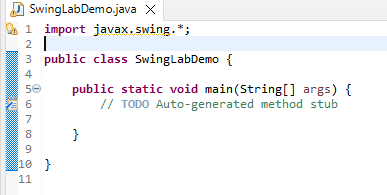 SwingLabDemo.java
1 import javax.swing.*;
2
3 public class SwingLabDemo {
4
5 public static void main(String[] args) {
6 // TODO Auto-generated method stub
7
8 }
9
10 }
11